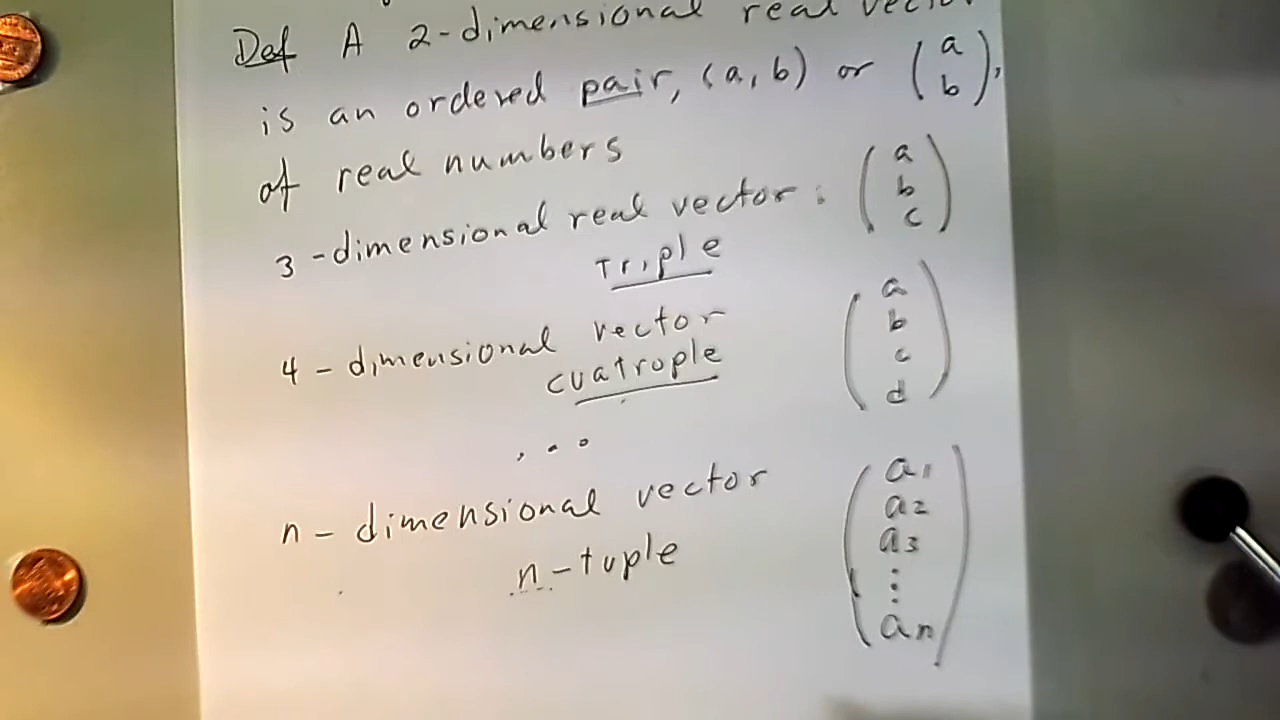 Def A 2-dimensional real vector
is an ordered pair, (a, b) or (a b),
of real numbers
3-dimensional real vector : (a b c)
Triple
4-dimensional vector (a b c d)
cuatrople
...
n-dimensional vector (a1 a2 a3 ⋮ an)
n-tuple